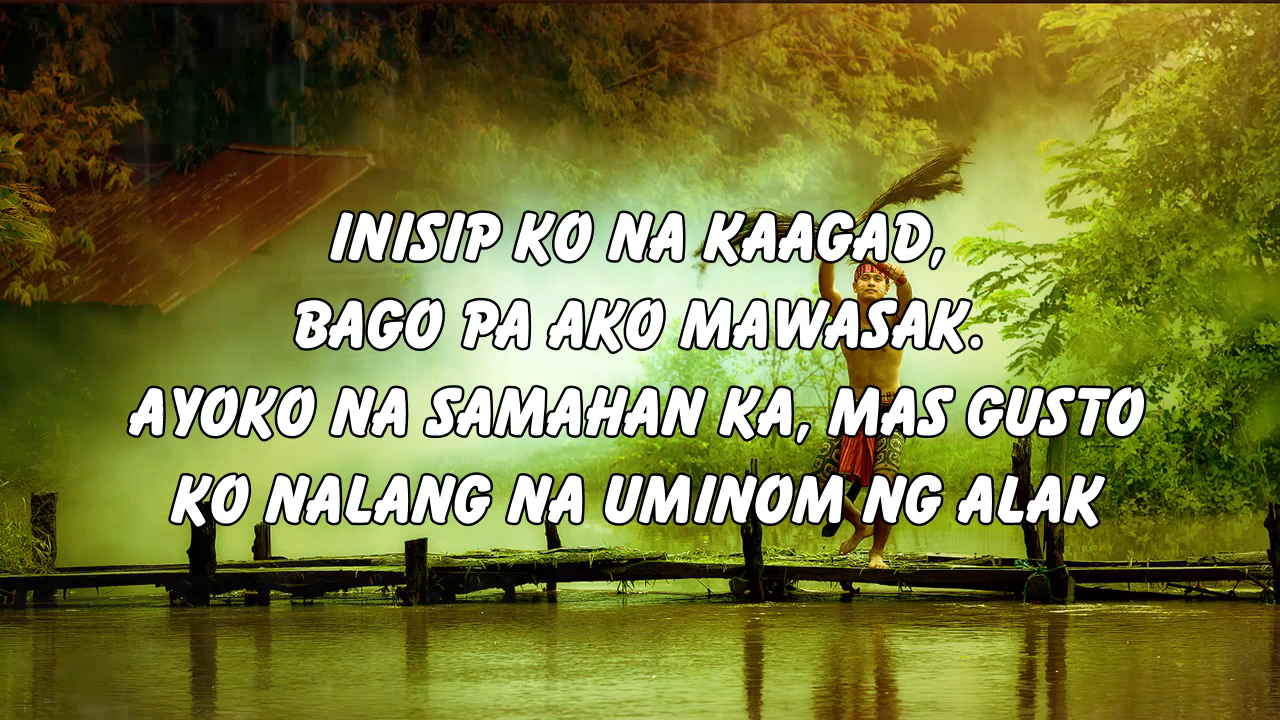 INISIP KO NA KAAGAD,
BAGO PA AKO MAWASAK.
AYOKO NA SAMAHAN KA, MAS GUSTO
KO NALANG NA UMINOM NG ALAK